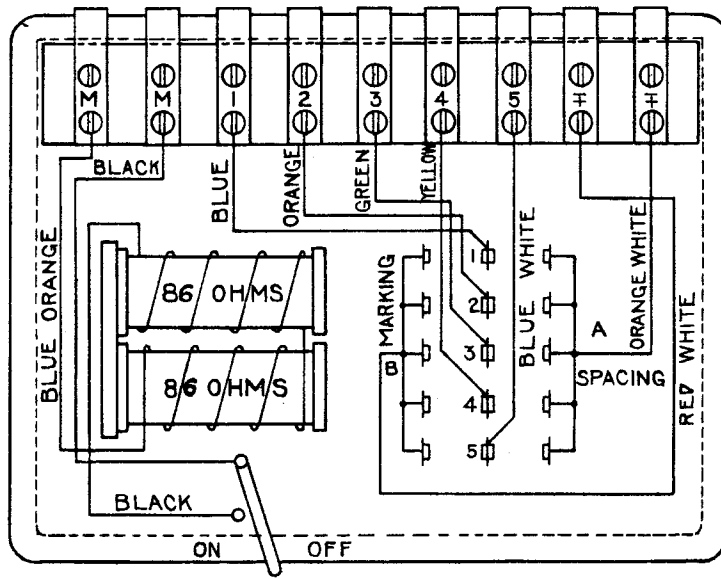 M M 1 2 3 4 5 H H
BLACK
BLUE
ORANGE
GREEN
YELLOW
BLUE ORANGE
86 OHMS
86 OHMS
BLACK
ON OFF
MARKING
B
1
2
3
4
5
BLUE WHITE
A
SPACING
ORANGE WHITE
RED WHITE